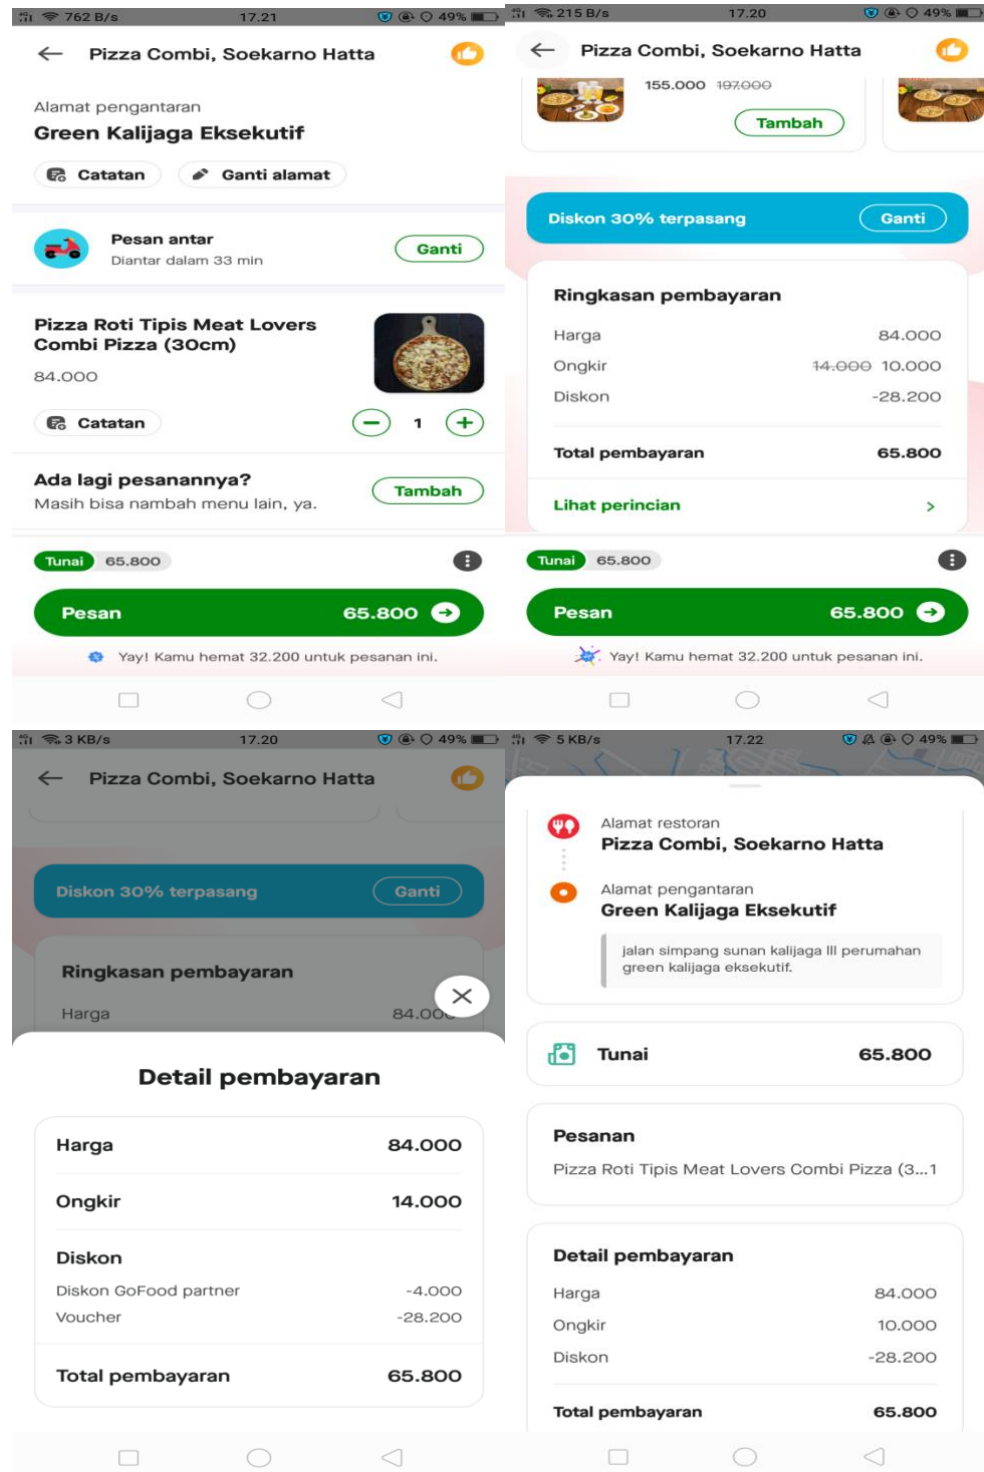 762 B/s 17.21 49%
Pizza Combi, Soekarno Hatta
Alamat pengantaran
Green Kalijaga Eksekutif
Catatan Ganti alamat
Pesan antar
Diantar dalam 33 min
Ganti
Pizza Roti Tipis Meat Lovers
Combi Pizza (30cm)
84.000
Catatan
1
Ada lagi pesanannya?
Masih bisa nambah menu lain, ya.
Tambah
Tunai 65.800
Pesan 65.800
Yay! Kamu hemat 32.200 untuk pesanan ini.
215 B/s 17.20 49%
Pizza Combi, Soekarno Hatta
155.000 197.000
Tambah
Diskon 30% terpasang Ganti
Ringkasan pembayaran
Harga 84.000
Ongkir 14.000 10.000
Diskon -28.200
Total pembayaran 65.800
Lihat perincian
Tunai 65.800
Pesan 65.800
Yay! Kamu hemat 32.200 untuk pesanan ini.
3 KB/s 17.20 49%
Pizza Combi, Soekarno Hatta
Diskon 30% terpasang Ganti
Ringkasan pembayaran
Harga 84.000
Detail pembayaran
Harga 84.000
Ongkir 14.000
Diskon
Diskon GoFood partner -4.000
Voucher -28.200
Total pembayaran 65.800
5 KB/s 17.22 49%
Alamat restoran
Pizza Combi, Soekarno Hatta
Alamat pengantaran
Green Kalijaga Eksekutif
jalan simpang sunan kalijaga III perumahan
green kalijaga eksekutif.
Tunai 65.800
Pesanan
Pizza Roti Tipis Meat Lovers Combi Pizza (3...1
Detail pembayaran
Harga 84.000
Ongkir 10.000
Diskon -28.200
Total pembayaran 65.800